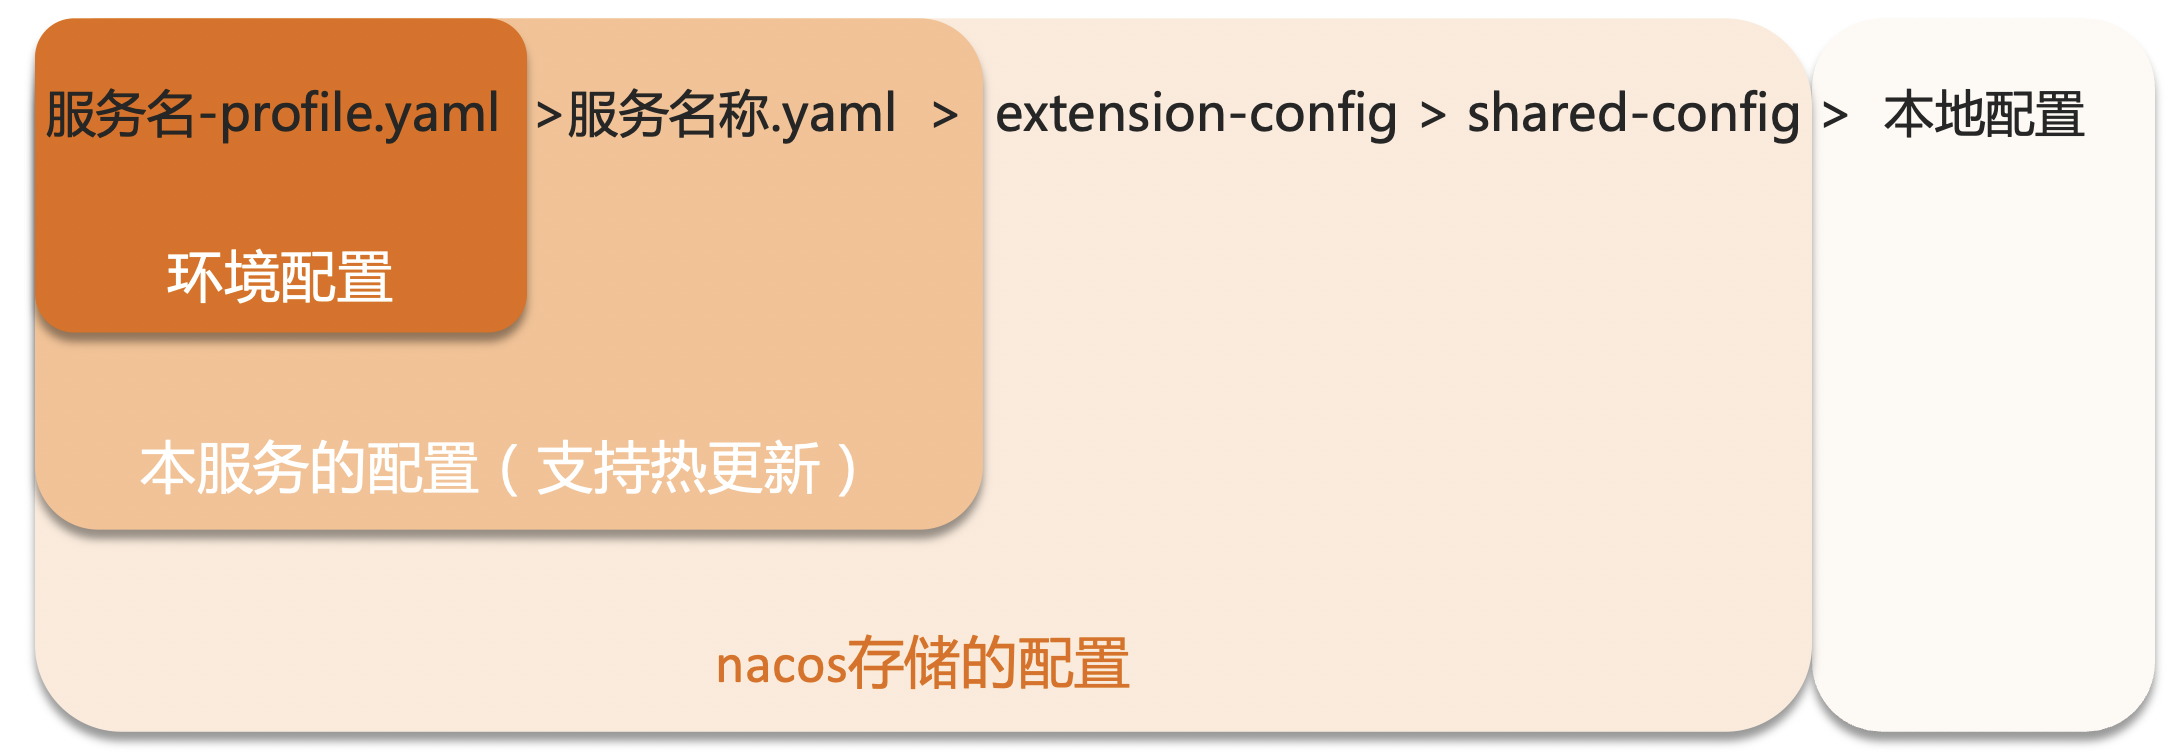 服务名-profile.yaml >服务名称.yaml > extension-config > shared-config > 本地配置
环境配置
本服务的配置（支持热更新）
nacos存储的配置